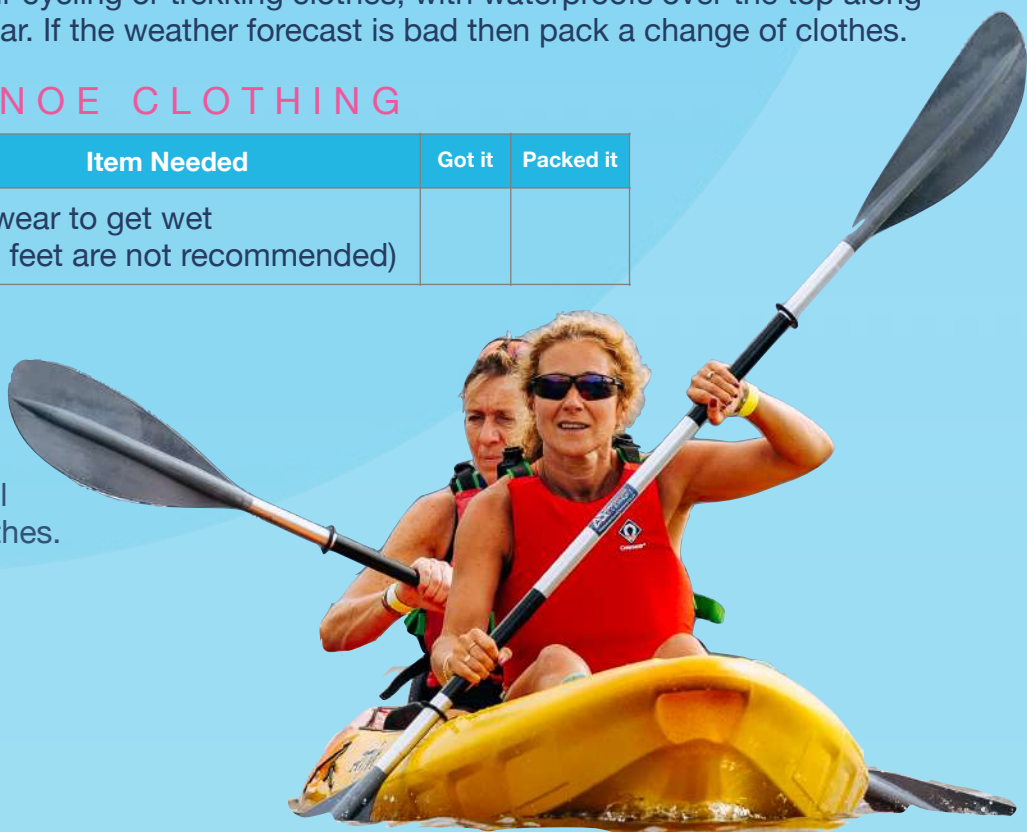 cycling or trekking clothes, with waterproofs over the top along
ar. If the weather forecast is bad then pack a change of clothes.
NOE CLOTHING
Item Needed Got it Packed it
wear to get wet
feet are not recommended)
l
thes.